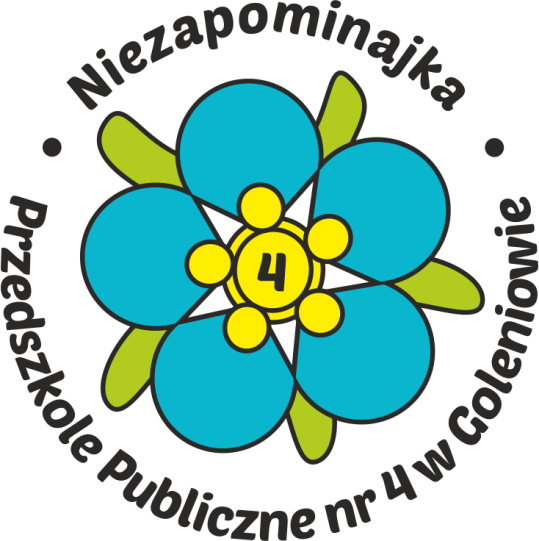 Niezapominajka
4
Przedszkole Publiczne nr 4 w Goleniowie